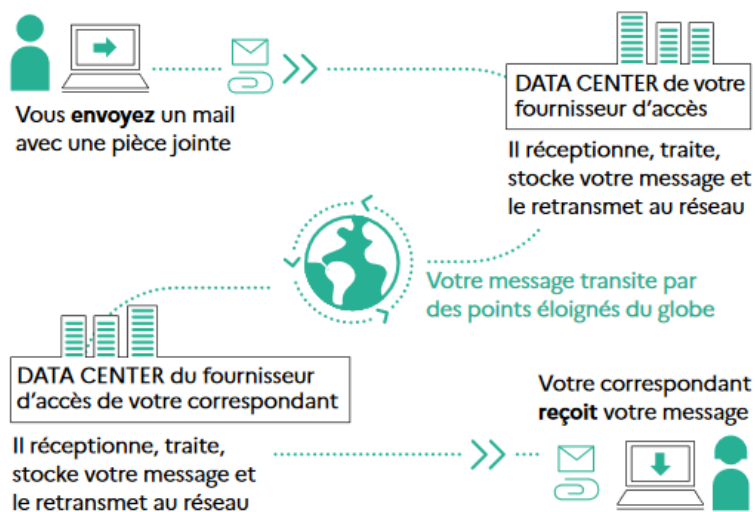 Vous envoyez un mail
avec une pièce jointe
DATA CENTER de votre
fournisseur d'accès
Il réceptionne, traite,
stocke votre message et
le retransmet au réseau
Votre message transite par
des points éloignés du globe
DATA CENTER du fournisseur
d'accès de votre correspondant
Il réceptionne, traite,
stocke votre message et
le retransmet au réseau
Votre correspondant
reçoit votre message